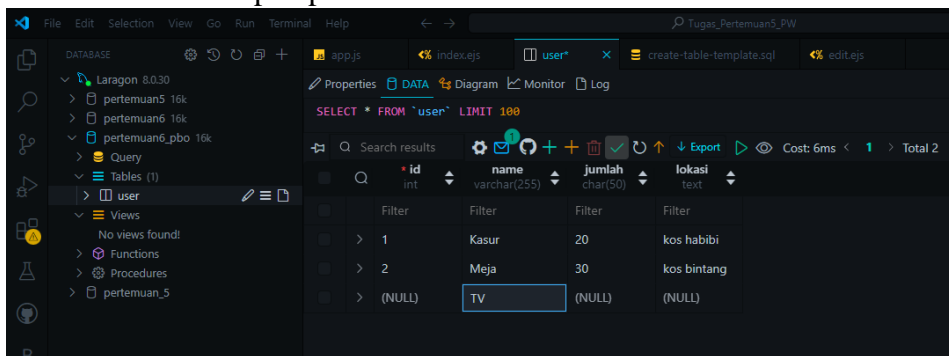 File Edit Selection View Go Run Terminal Help
Tugas_Pertemuan5_PW
DATABASE
app.js
index.ejs
user*
create-table-template.sql
edit.ejs
Laragon 8.0.30
pertemuan5 16k
pertemuan6 16k
pertemuan6_pbo 16k
Query
Tables (1)
user
Views
No views found!
Functions
Procedures
pertemuan_5
Properties DATA Diagram Monitor Log
SELECT * FROM `user` LIMIT 100
Search results 1 Export Cost: 6ms 1 Total 2
* id name jumlah lokasi
int varchar(255) char(50) text
Filter Filter Filter Filter
1 Kasur 20 kos habibi
2 Meja 30 kos bintang
(NULL) TV (NULL) (NULL)